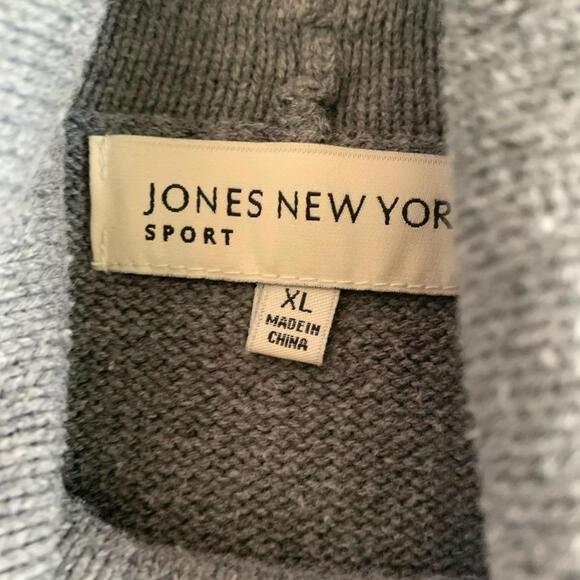 JONES NEW YOR
SPORT
XL
MADE IN
CHINA